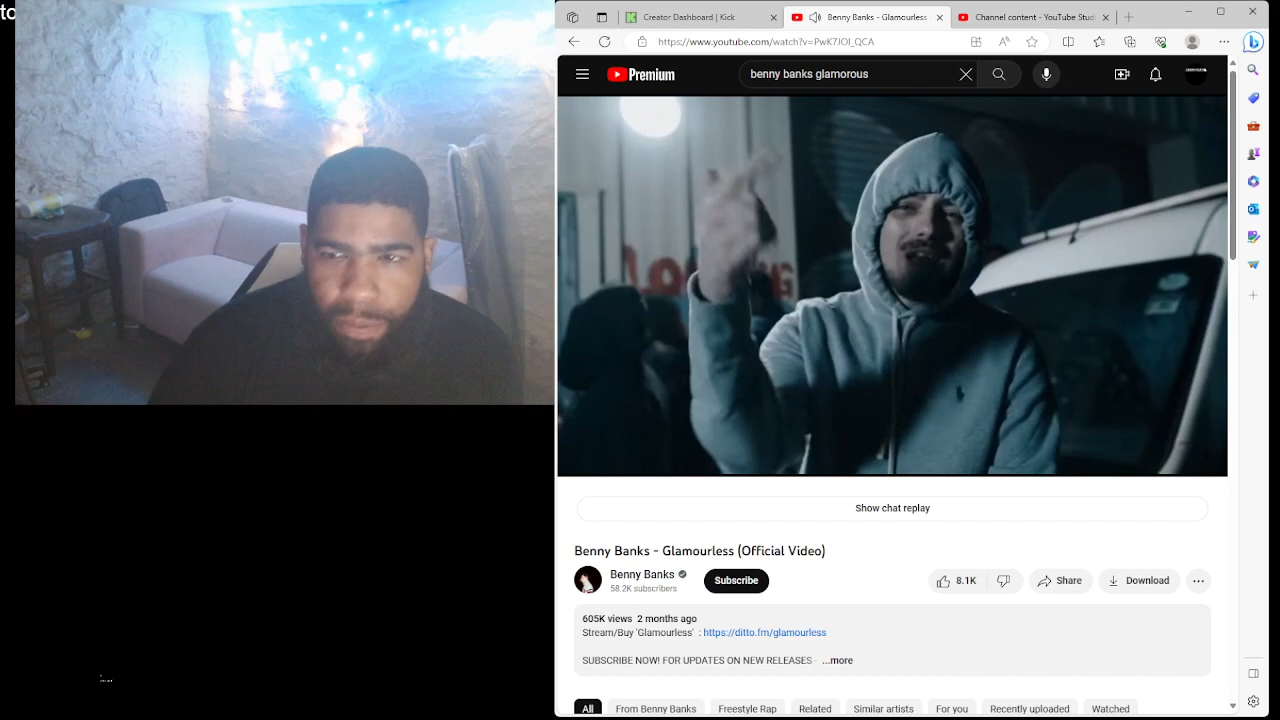 to
Creator Dashboard | Kick
Benny Banks - Glamourless
Channel content - YouTube Stud
https://www.youtube.com/watch?v=PwK7JOI_QCA
Premium
benny banks glamorous
Show chat replay
Benny Banks - Glamourless (Official Video)
Benny Banks
58.2K subscribers
Subscribe
8.1K
Share
Download
605K views 2 months ago
Stream/Buy 'Glamourless' : https://ditto.fm/glamourless
SUBSCRIBE NOW! FOR UPDATES ON NEW RELEASES - ...more
All
From Benny Banks
Freestyle Rap
Related
Similar artists
For you
Recently uploaded
Watched